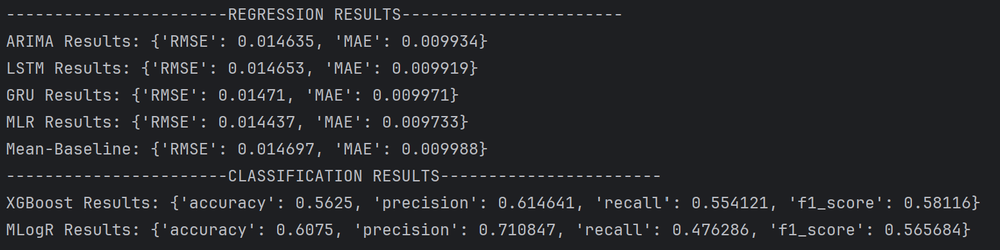 -----------------------REGRESSION RESULTS-----------------------
ARIMA Results: {'RMSE': 0.014635, 'MAE': 0.009934}
LSTM Results: {'RMSE': 0.014653, 'MAE': 0.009919}
GRU Results: {'RMSE': 0.01471, 'MAE': 0.009971}
MLR Results: {'RMSE': 0.014437, 'MAE': 0.009733}
Mean-Baseline: {'RMSE': 0.014697, 'MAE': 0.009988}
-----------------------CLASSIFICATION RESULTS-----------------------
XGBoost Results: {'accuracy': 0.5625, 'precision': 0.614641, 'recall': 0.554121, 'f1_score': 0.58116}
MLogR Results: {'accuracy': 0.6075, 'precision': 0.710847, 'recall': 0.476286, 'f1_score': 0.565684}